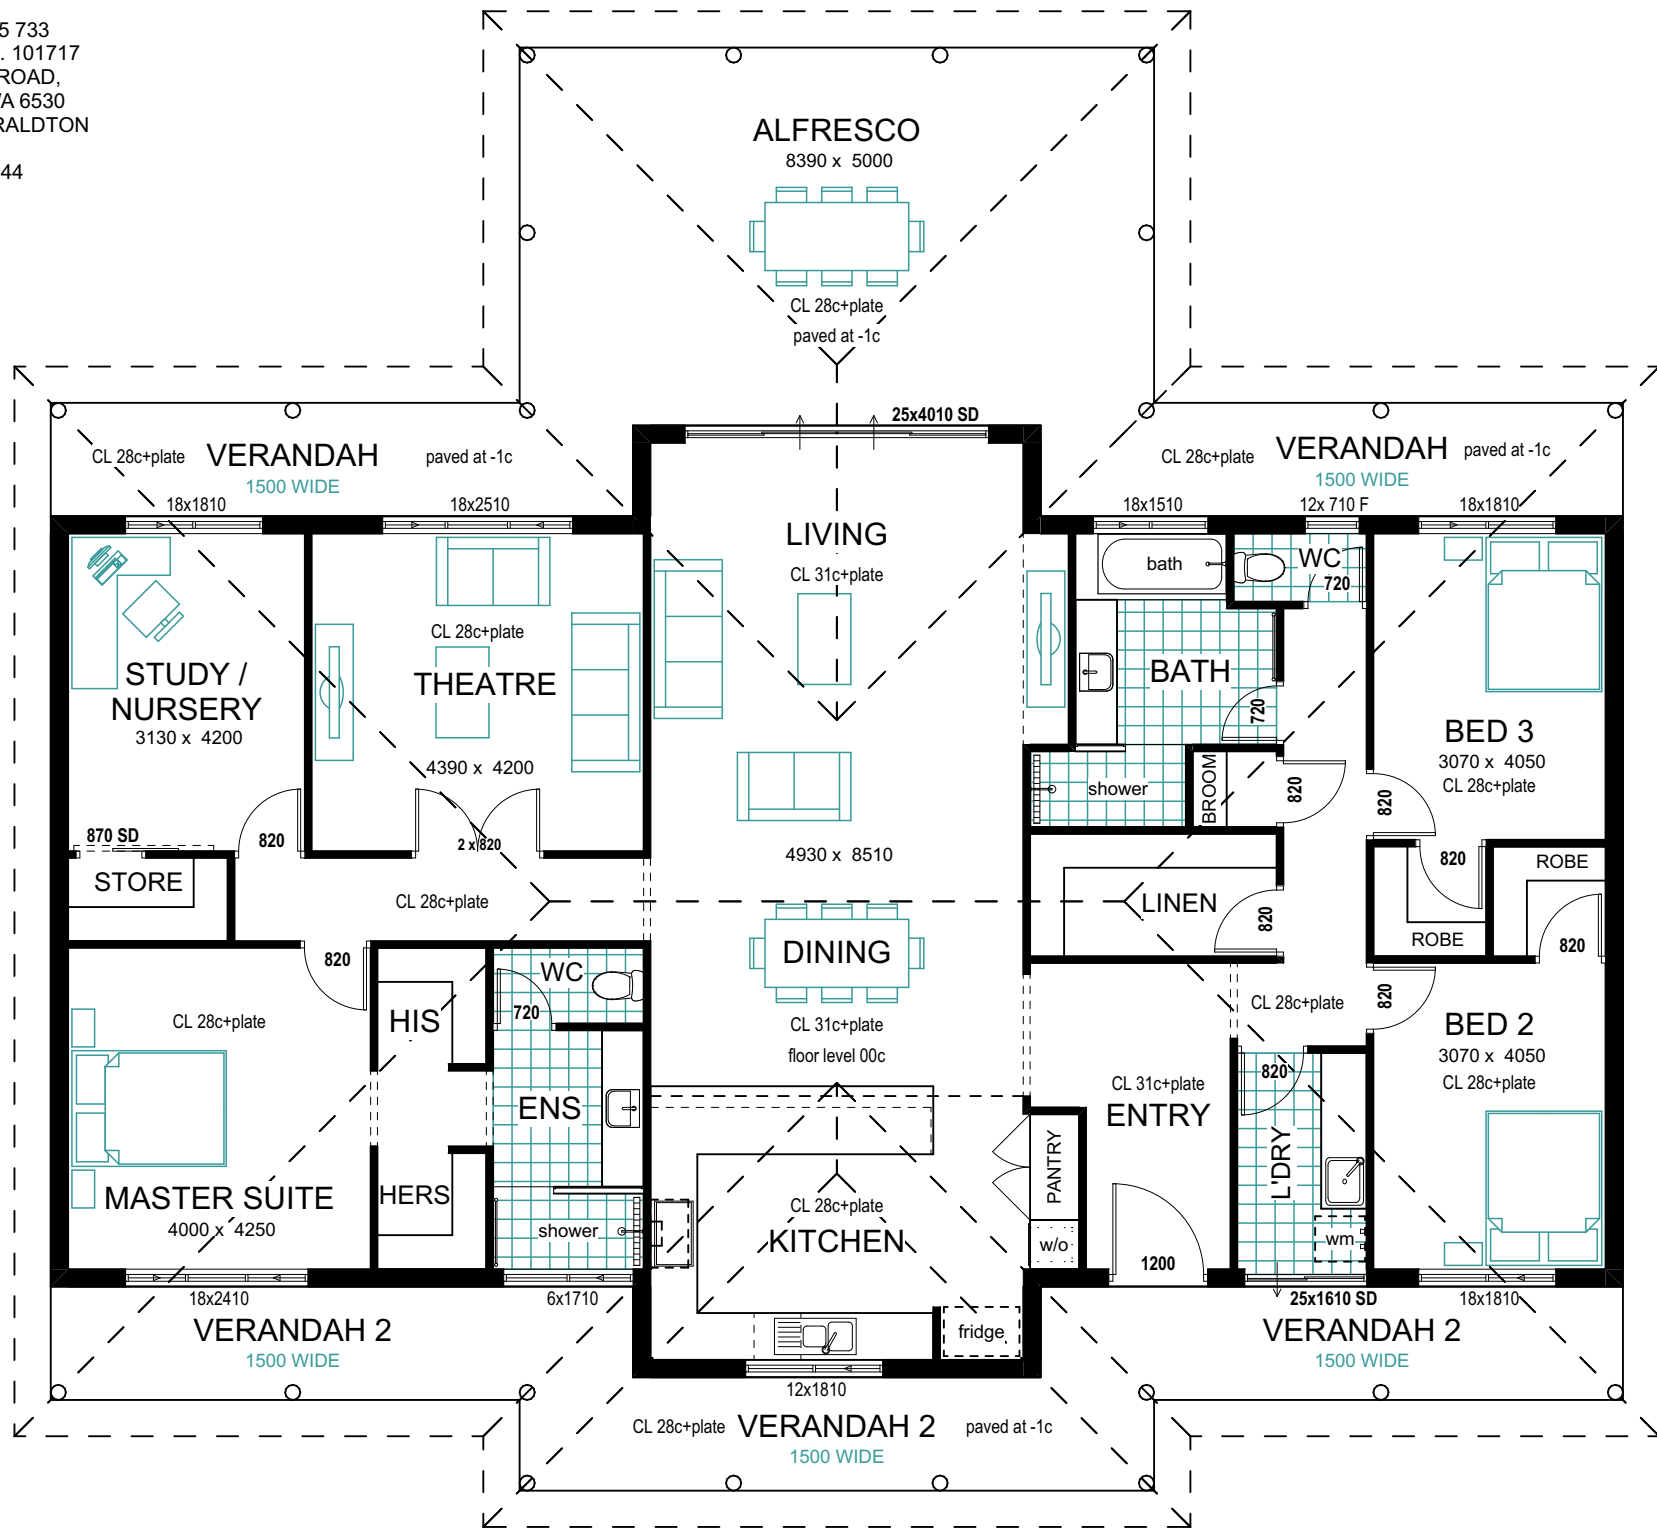 5 733
. 101717
ROAD,
/A 6530
RALDTON
44
ALFRESCO
8390 x 5000
CL 28c+plate
paved at -1c
25x4010 SD
CL 28c+plate
VERANDAH
paved at -1c
1500 WIDE
CL 28c+plate
VERANDAH
paved at -1c
1500 WIDE
18x1810
18x2510
18x1510
12x 710 F
18x1810
LIVING
CL 31c+plate
bath
WC
720
CL 28c+plate
THEATRE
4390 x 4200
STUDY /
NURSERY
3130 x 4200
BATH
720
BED 3
3070 x 4050
CL 28c+plate
shower
BROOM
820
820
870 SD
820
2 x 820
4930 x 8510
820
ROBE
STORE
CL 28c+plate
LINEN
820
ROBE
820
DINING
CL 31c+plate
floor level 00c
820
WC
720
CL 28c+plate
HIS
CL 28c+plate
820
BED 2
3070 x 4050
CL 28c+plate
820
CL 31c+plate
ENTRY
ENS
L'DRY
PANTRY
MASTER SUITE
4000 x 4250
HERS
shower
CL 28c+plate
KITCHEN
w/o
1200
wm
18x2410
6x1710
25x1610 SD
18x1810
VERANDAH 2
1500 WIDE
fridge
VERANDAH 2
1500 WIDE
12x1810
CL 28c+plate
VERANDAH 2
paved at -1c
1500 WIDE